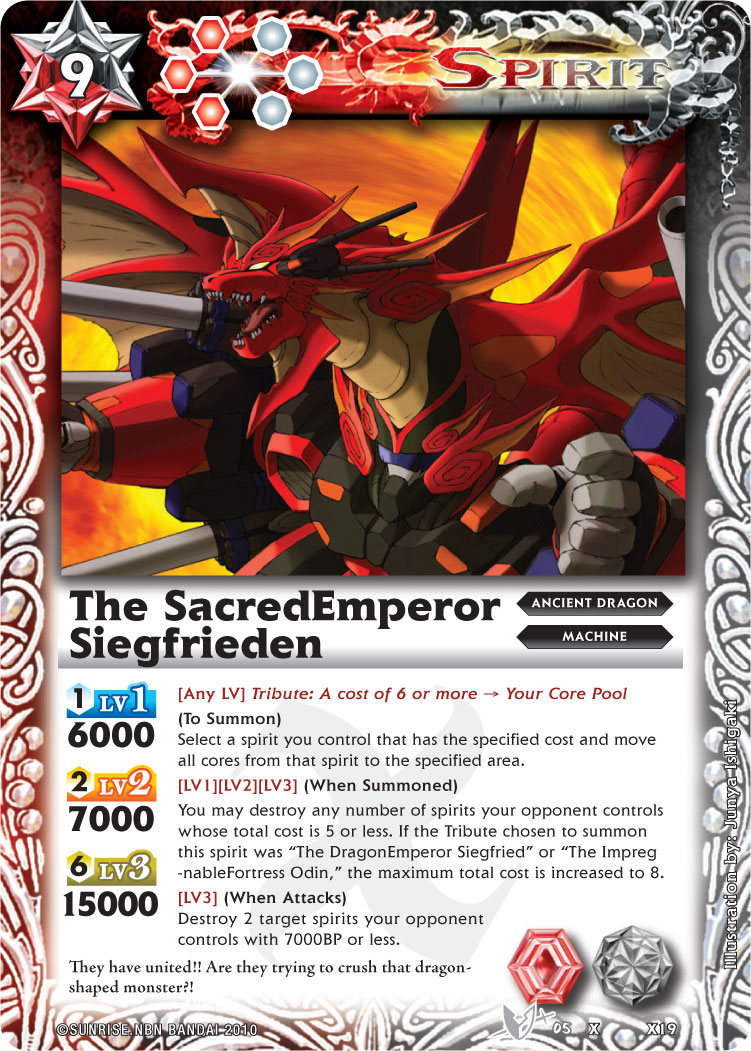 9
SPIRIT
The SacredEmperor
Siegfrieden
ANCIENT DRAGON
MACHINE
1 LV1
6000
2 LV2
7000
6 LV3
15000
[Any LV] Tribute: A cost of 6 or more → Your Core Pool
(To Summon)
Select a spirit you control that has the specified cost and move
all cores from that spirit to the specified area.
[LV1][LV2][LV3] (When Summoned)
You may destroy any number of spirits your opponent controls
whose total cost is 5 or less. If the Tribute chosen to summon
this spirit was “The DragonEmperor Siegfried” or “The Impreg
-nableFortress Odin,” the maximum total cost is increased to 8.
[LV3] (When Attacks)
Destroy 2 target spirits your opponent
controls with 7000BP or less.
They have united!! Are they trying to crush that dragon-
shaped monster?!
Illustration by: Junya Ishigaki
©SUNRISE.NBN BANDAI 2010
05 X X19